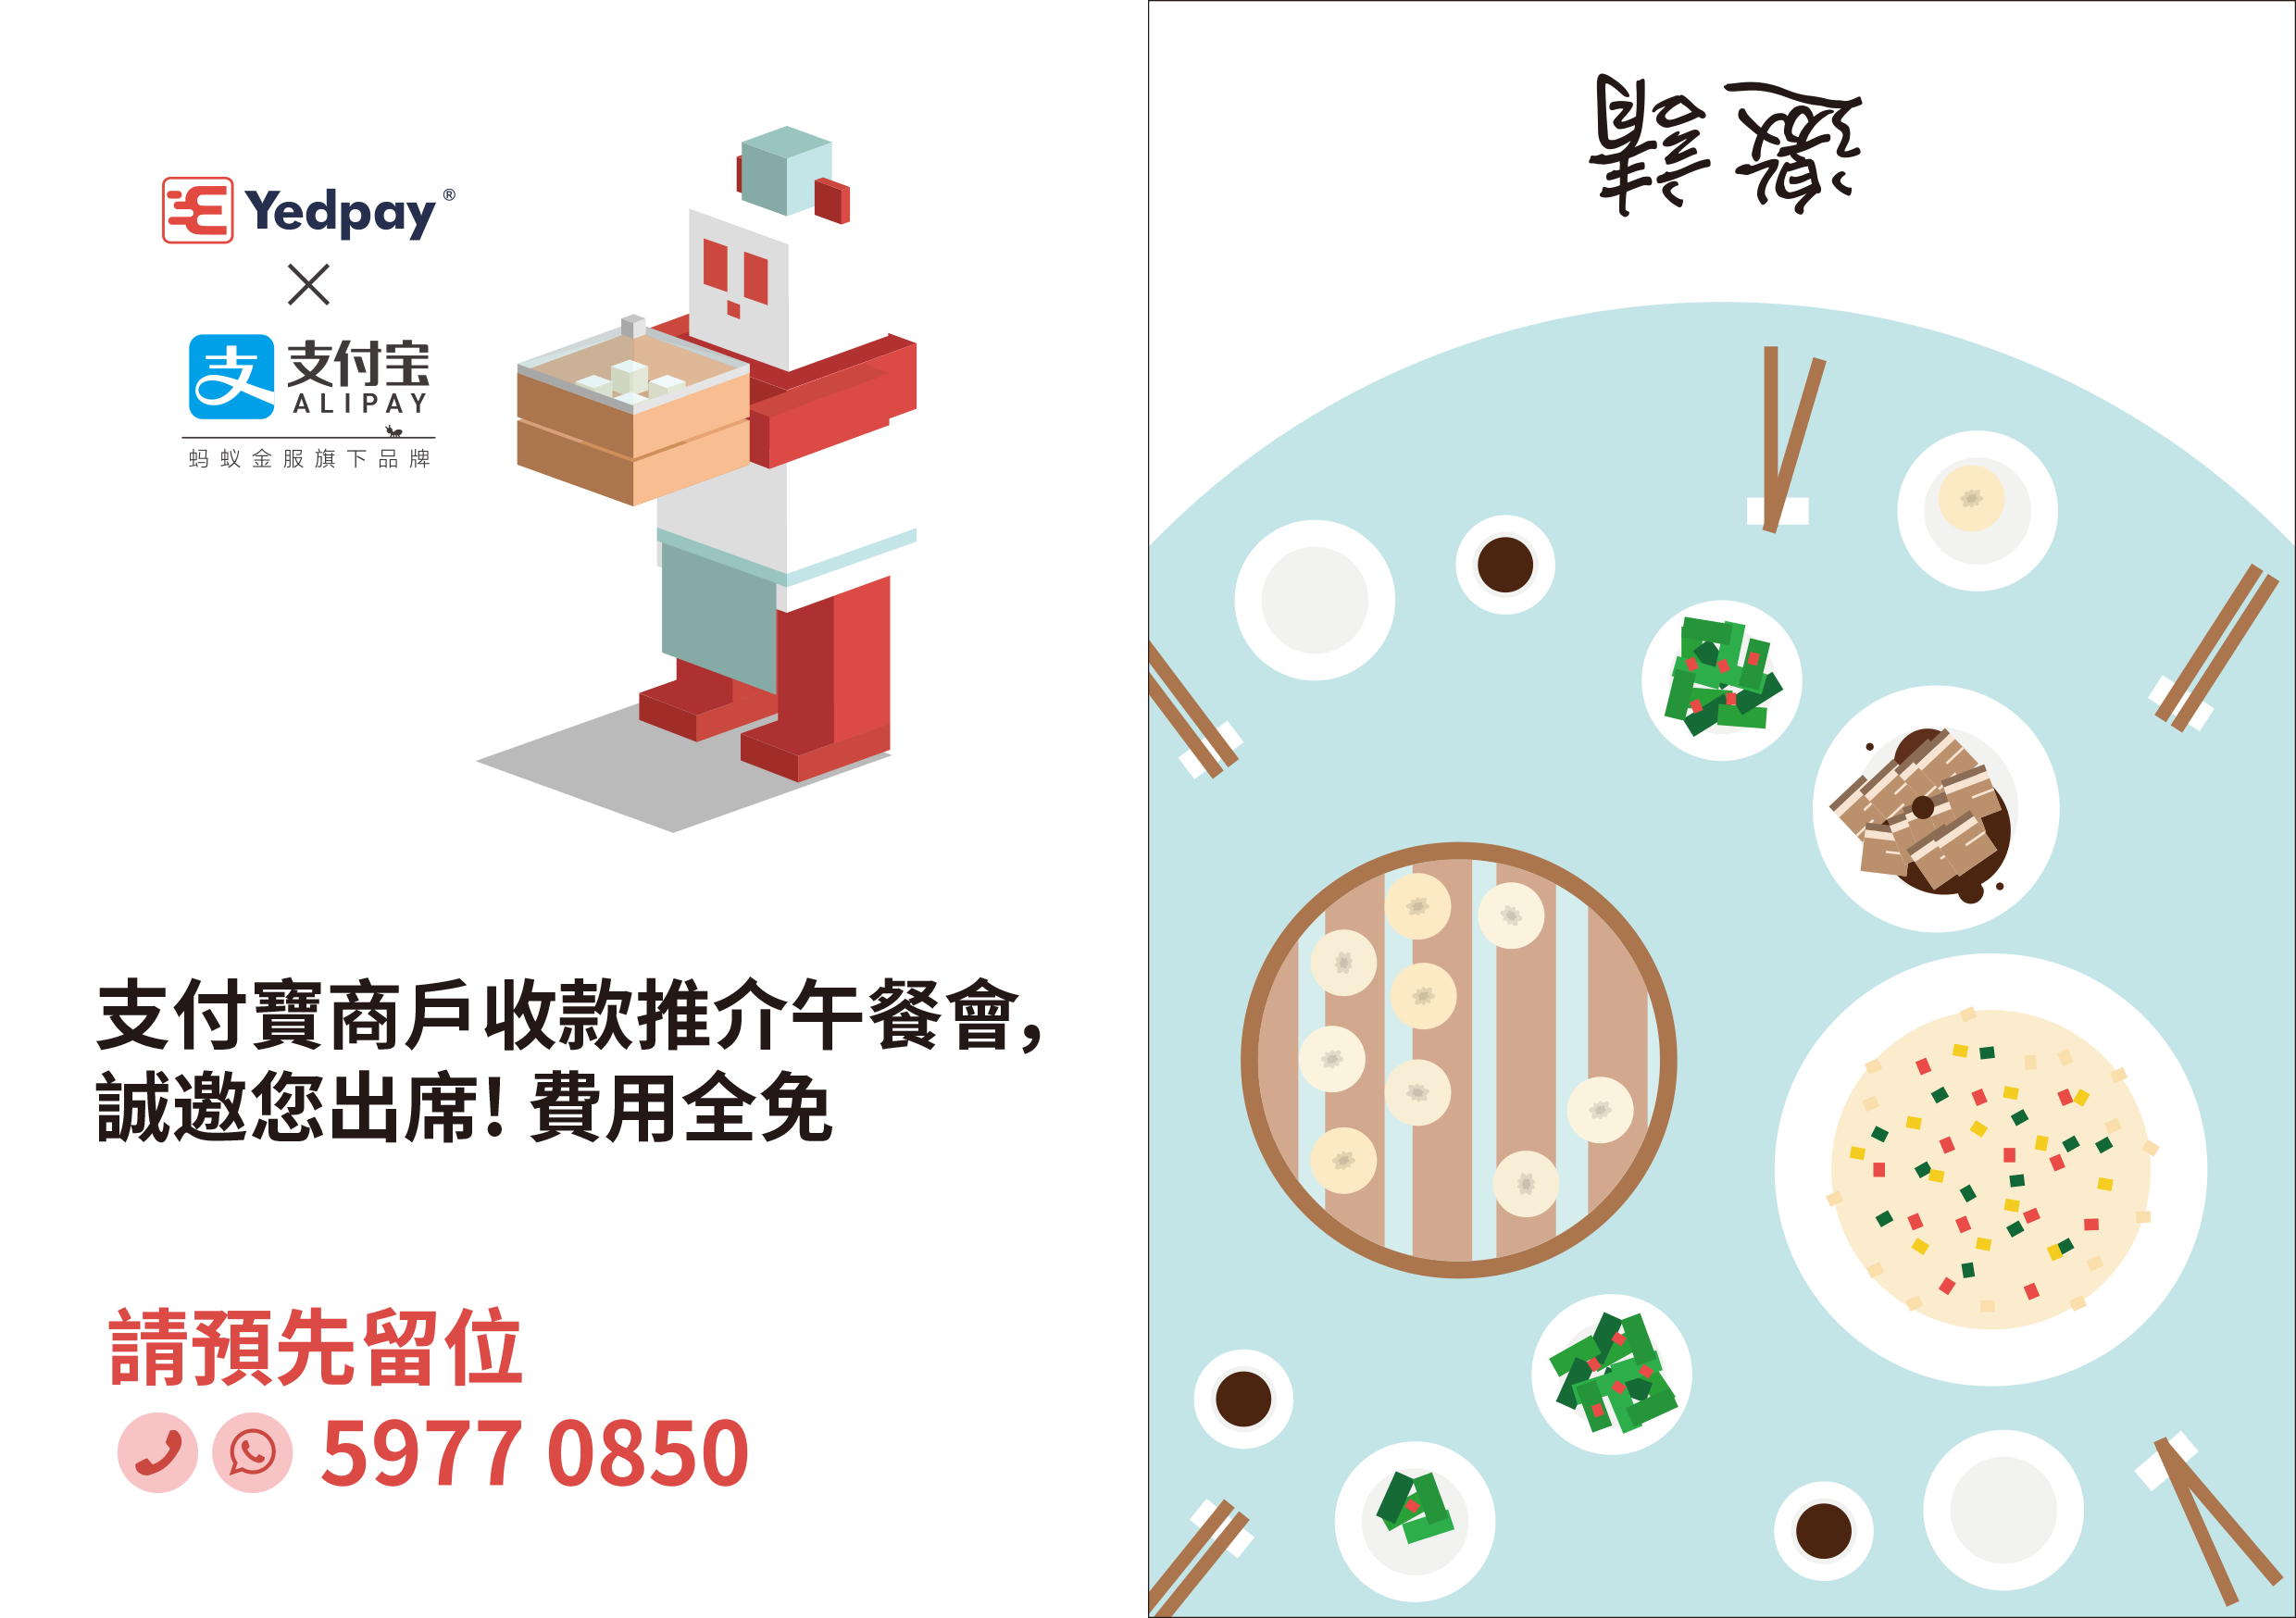 Yedpay®
×
支
支付宝
ALIPAY
蚂蚁金服旗下品牌
支付寶商戶收款推介午餐會,
誠邀您出席! 費用全免
請預先留位
5977 0850